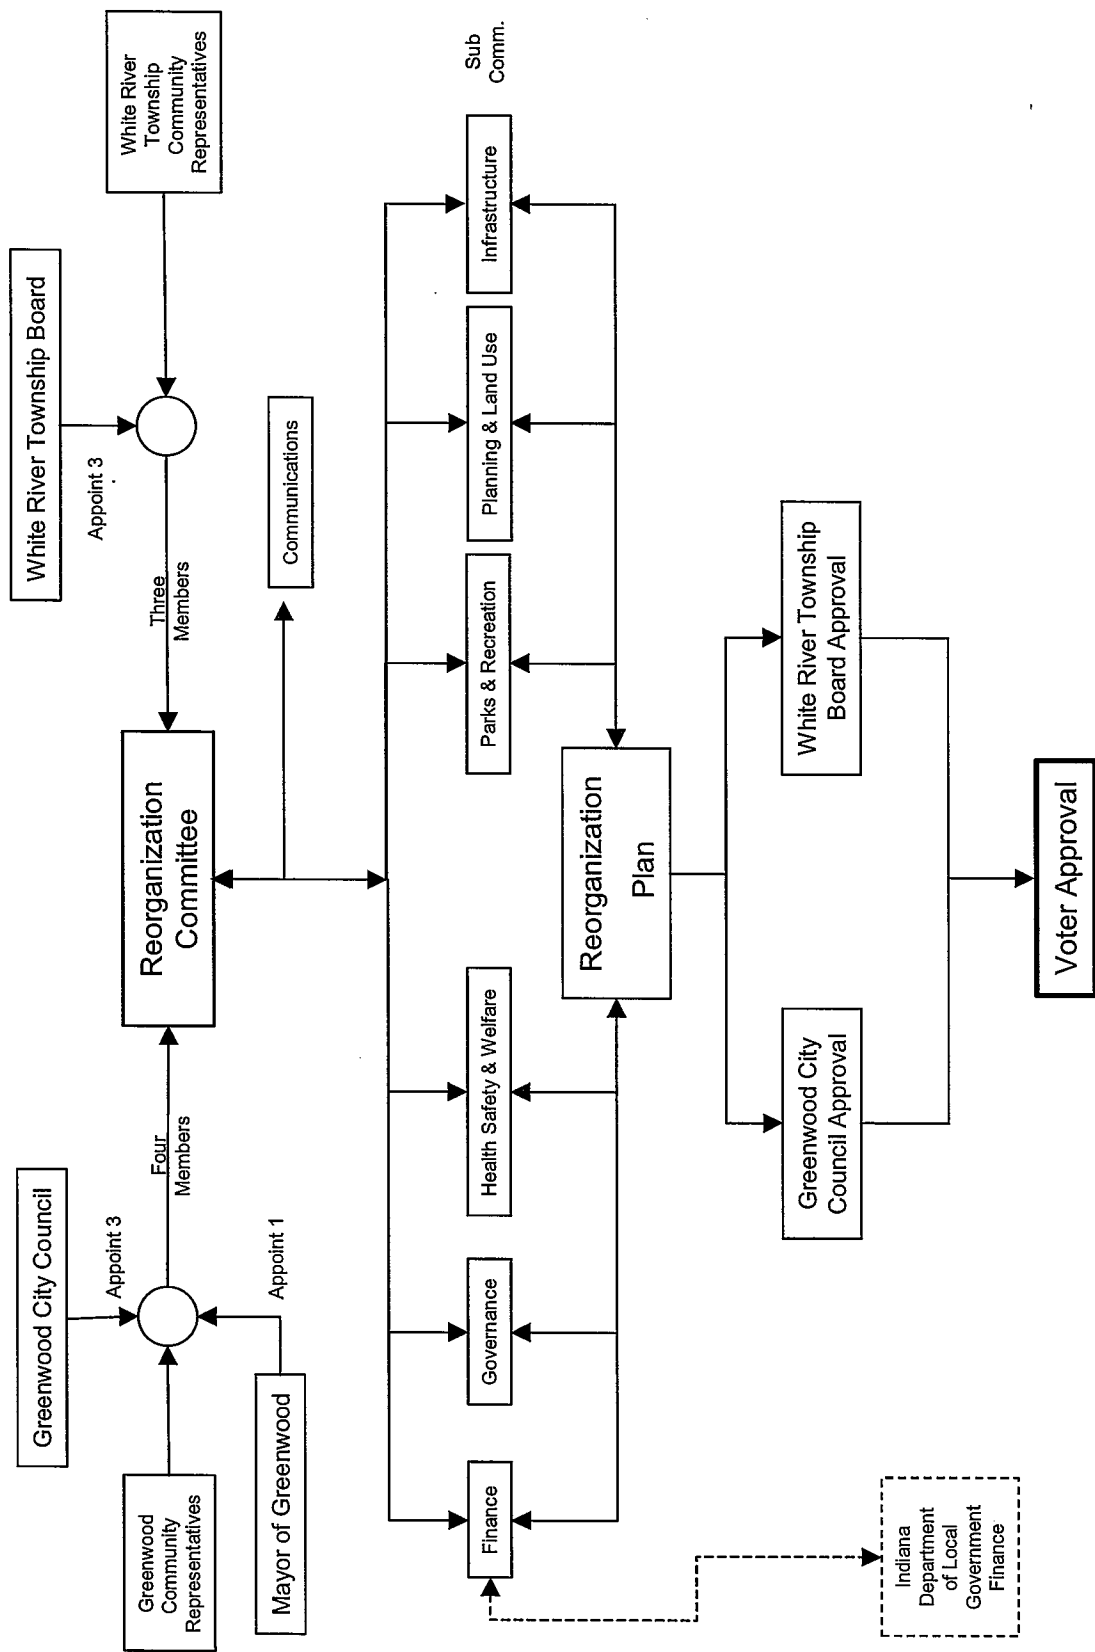 Greenwood City Council
White River Township Board
Greenwood
Community
Representatives
Appoint 3
Four
Members
Reorganization
Committee
Three
Members
Appoint 3
White River
Township
Community
Representatives
Mayor of Greenwood
Appoint 1
Communications
Finance
Governance
Health Safety & Welfare
Parks & Recreation
Planning & Land Use
Infrastructure
Sub
Comm.
Reorganization
Plan
Indiana
Department
of Local
Government
Finance
Greenwood City
Council Approval
White River Township
Board Approval
Voter Approval